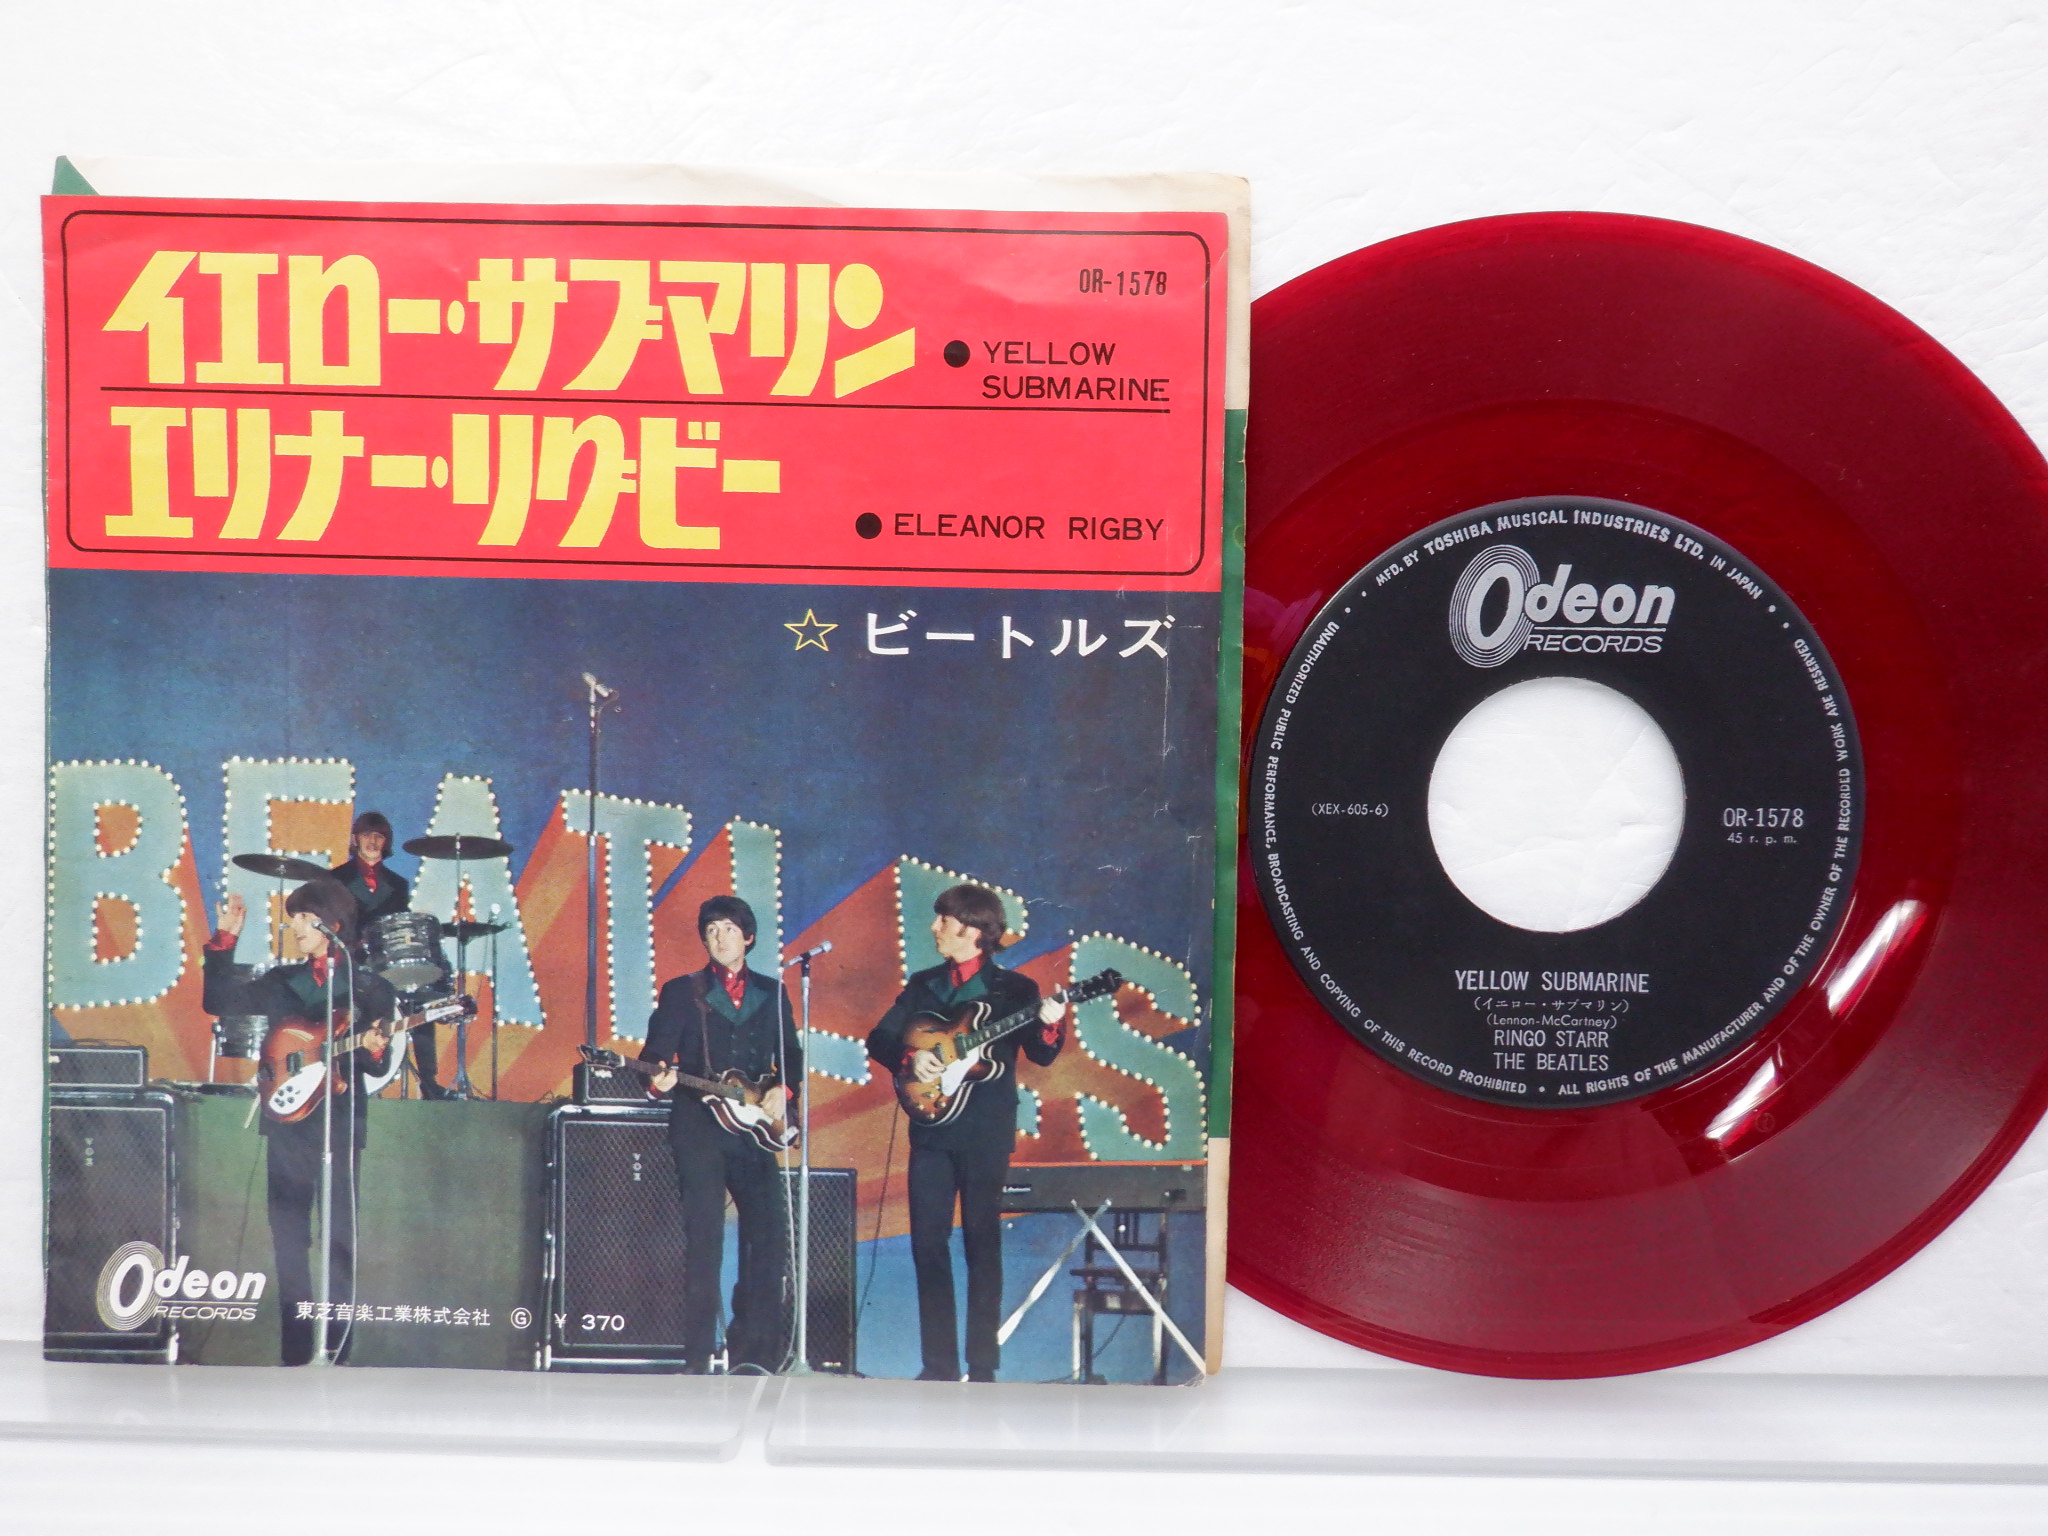 イエロー・サブマリン
OR-1578
● YELLOW
SUBMARINE
エリナー・リグビー
● ELEANOR RIGBY
☆ ビートルズ
BEATLES
VOX
VOX
Odeon
RECORDS
東芝音楽工業株式会社 Ⓖ ¥ 370
MFD. BY TOSHIBA MUSICAL INDUSTRIES LTD. IN JAPAN
Odeon
RECORDS
(XEX-605-6)
OR-1578
45 r. p. m.
YELLOW SUBMARINE
(イエロー・サブマリン)
(Lennon-McCartney)
RINGO STARR
THE BEATLES
UNAUTHORIZED PUBLIC PERFORMANCE, BROADCASTING AND COPYING OF THIS RECORD PROHIBITED • ALL RIGHTS OF THE MANUFACTURER AND OF THE OWNER OF THE RECORDED WORK ARE RESERVED